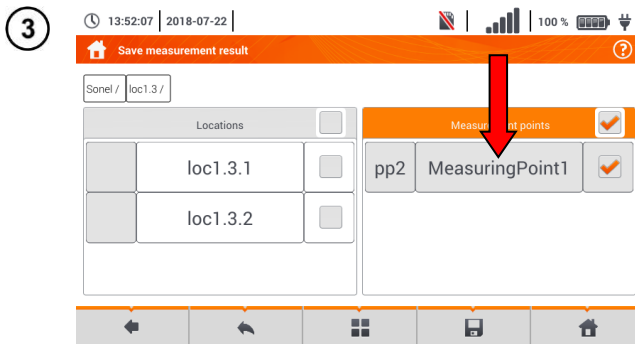 3
13:52:07 2018-07-22 100 %
Save measurement result ?
Sonel / loc1.3 /
Locations
loc1.3.1
loc1.3.2
Measurement points
pp2 MeasuringPoint1